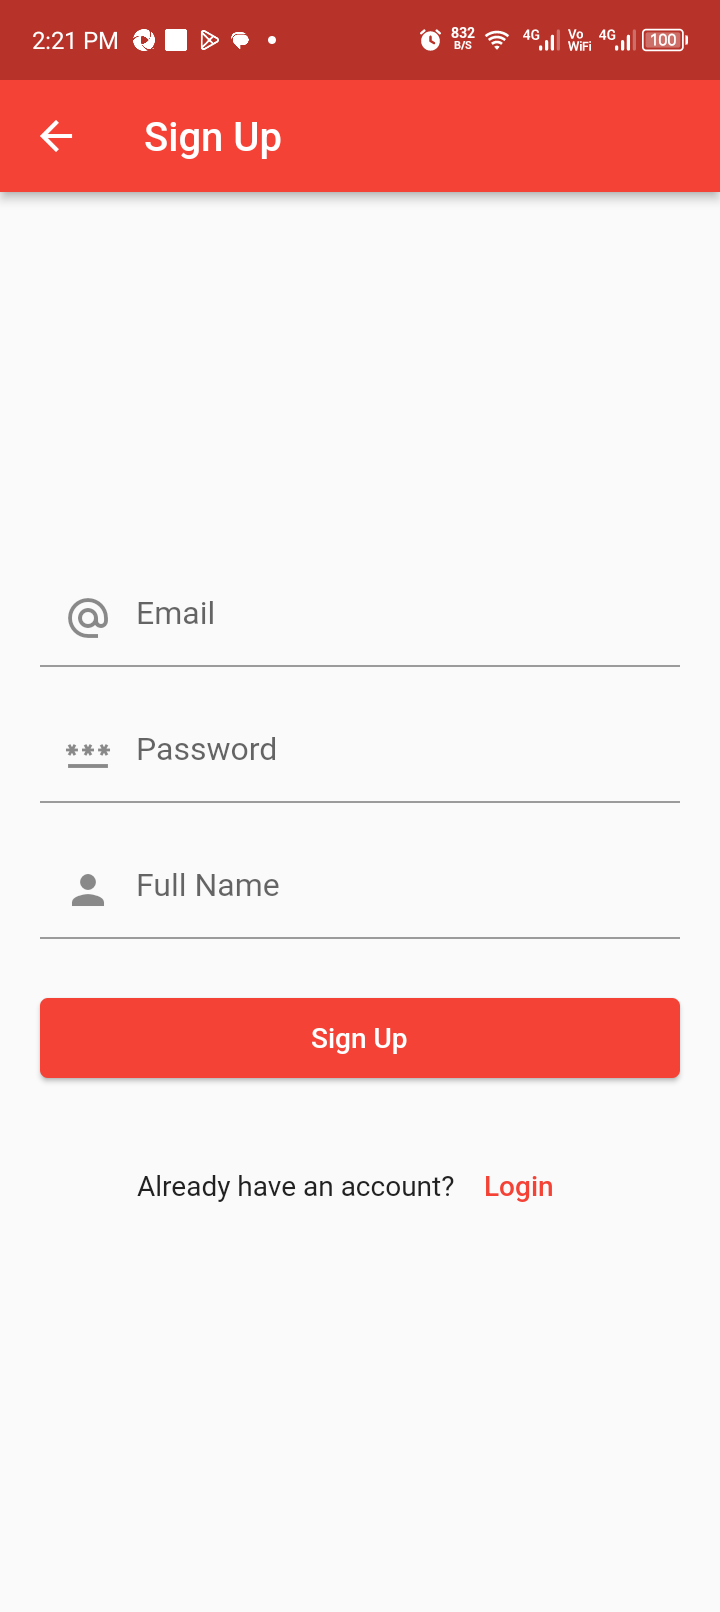 2:21 PM 832 B/S 4G Vo WiFi 4G 100
Sign Up
Email
Password
Full Name
Sign Up
Already have an account? Login